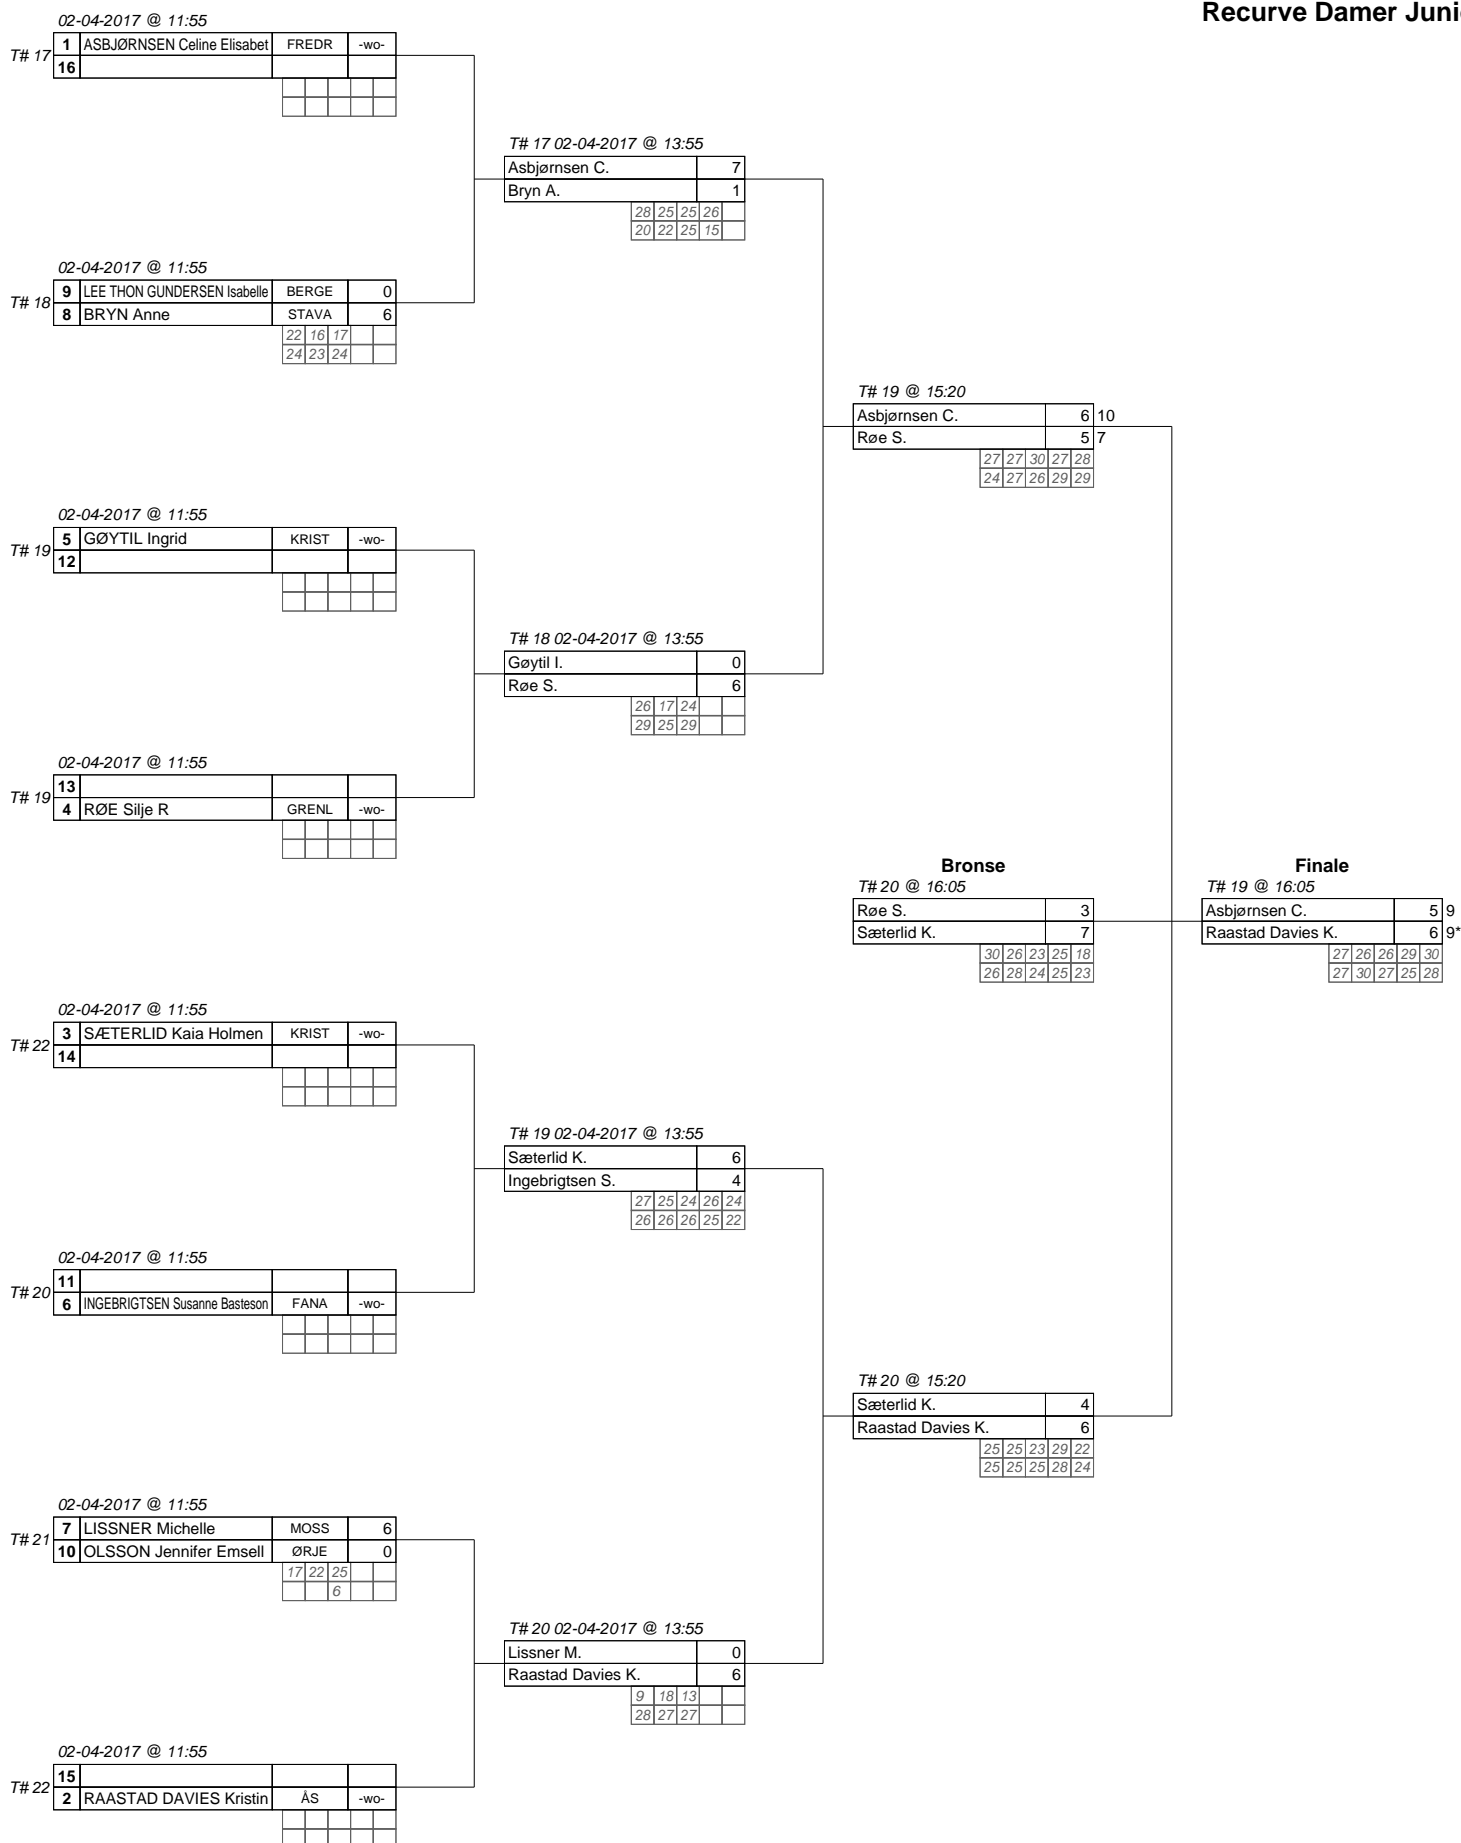 Recurve Damer Juni
02-04-2017 @ 11:55
T# 17
1 ASBJØRNSEN Celine Elisabet FREDR -wo-
16
T# 17 02-04-2017 @ 13:55
Asbjørnsen C. 7
Bryn A. 1
28 25 25 26
20 22 25 15
02-04-2017 @ 11:55
T# 18
9 LEE THON GUNDERSEN Isabelle BERGE 0
8 BRYN Anne STAVA 6
22 16 17
24 23 24
T# 19 @ 15:20
Asbjørnsen C. 6 10
Røe S. 5 7
27 27 30 27 28
24 27 26 29 29
02-04-2017 @ 11:55
T# 19
5 GØYTIL Ingrid KRIST -wo-
12
T# 18 02-04-2017 @ 13:55
Gøytil I. 0
Røe S. 6
26 17 24
29 25 29
02-04-2017 @ 11:55
T# 19
13
4 RØE Silje R GRENL -wo-
Bronse
T# 20 @ 16:05
Røe S. 3
Sæterlid K. 7
30 26 23 25 18
26 28 24 25 23
Finale
T# 19 @ 16:05
Asbjørnsen C. 5 9
Raastad Davies K. 6 9*
27 26 26 29 30
27 30 27 25 28
02-04-2017 @ 11:55
T# 22
3 SÆTERLID Kaia Holmen KRIST -wo-
14
T# 19 02-04-2017 @ 13:55
Sæterlid K. 6
Ingebrigtsen S. 4
27 25 24 26 24
26 26 26 25 22
02-04-2017 @ 11:55
T# 20
11
6 INGEBRIGTSEN Susanne Basteson FANA -wo-
T# 20 @ 15:20
Sæterlid K. 4
Raastad Davies K. 6
25 25 23 29 22
25 25 25 28 24
02-04-2017 @ 11:55
T# 21
7 LISSNER Michelle MOSS 6
10 OLSSON Jennifer Emsell ØRJE 0
17 22 25
6
T# 20 02-04-2017 @ 13:55
Lissner M. 0
Raastad Davies K. 6
9 18 13
28 27 27
02-04-2017 @ 11:55
T# 22
15
2 RAASTAD DAVIES Kristin ÅS -wo-